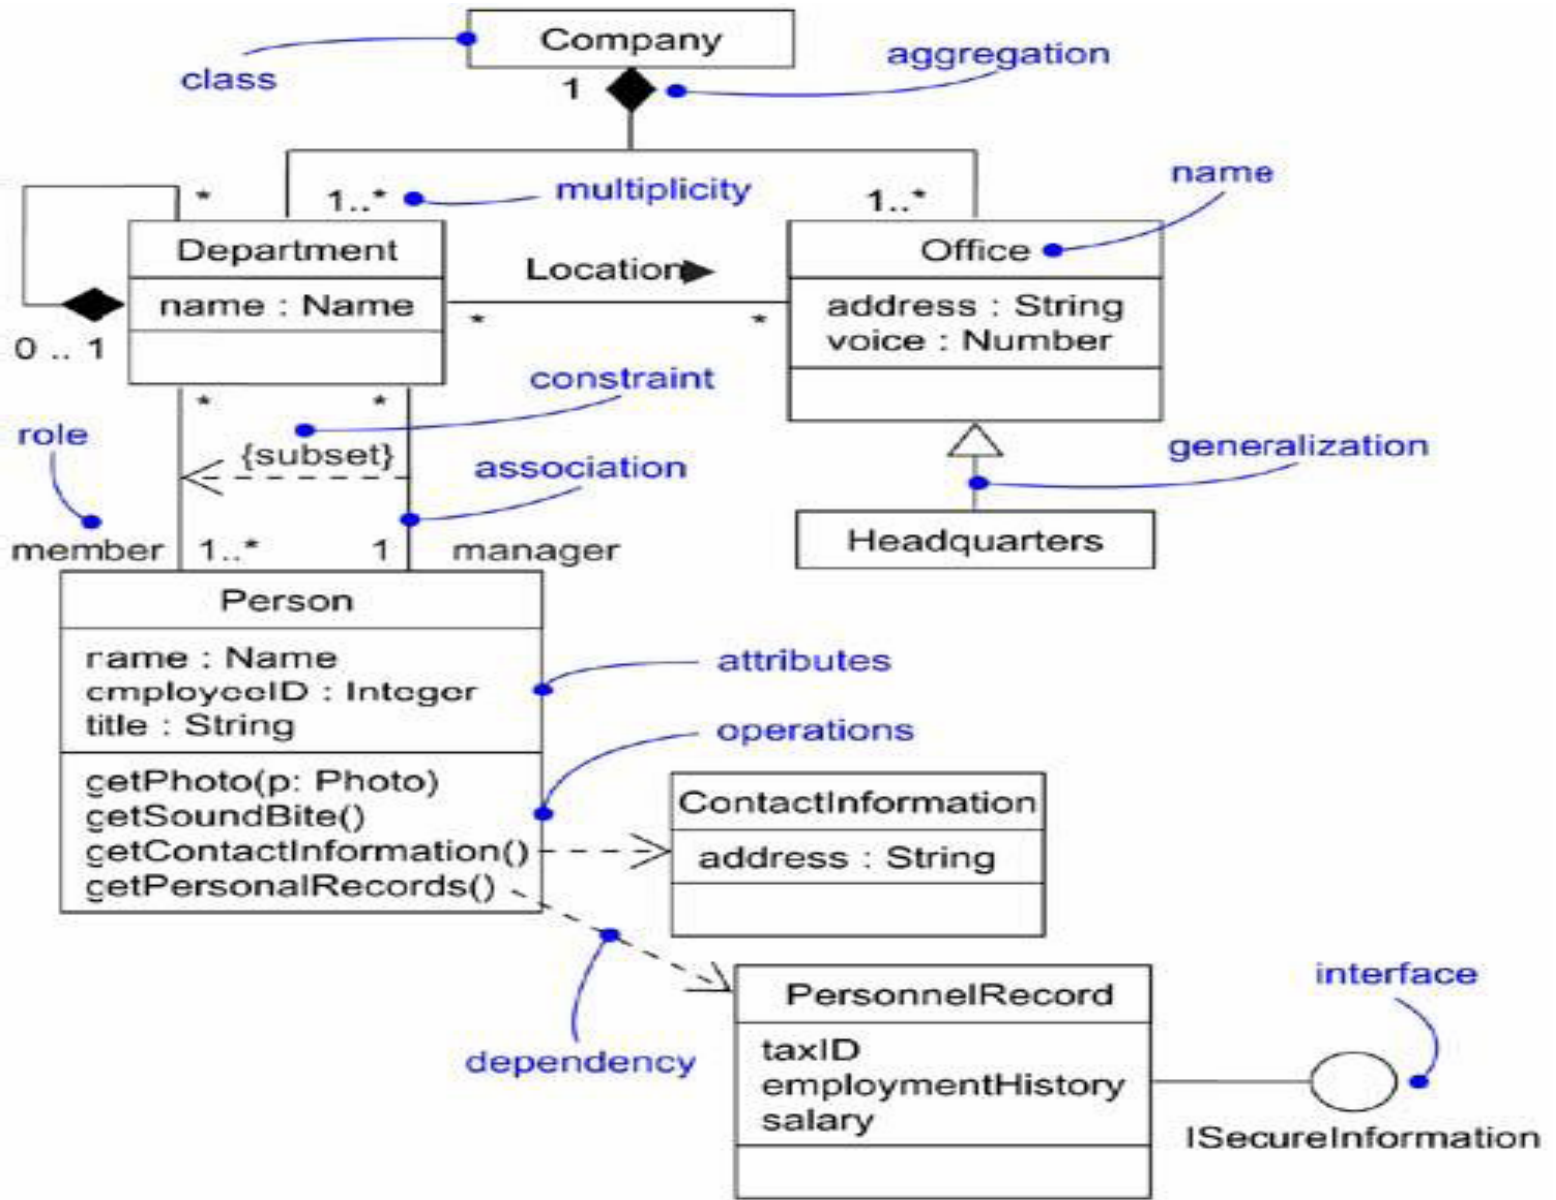 Company
class
aggregation
1
name
multiplicity
*
1..*
1..*
Department
Office
Location
name : Name
address : String
voice : Number
*
*
0 .. 1
constraint
*
*
role
{subset}
association
generalization
member
1..*
1
manager
Headquarters
Person
name : Name
employeeID : Integer
title : String
attributes
operations
getPhoto(p: Photo)
getSoundBite()
getContactInformation()
getPersonalRecords()
ContactInformation
address : String
dependency
PersonnelRecord
taxID
employmentHistory
salary
interface
ISecureInformation